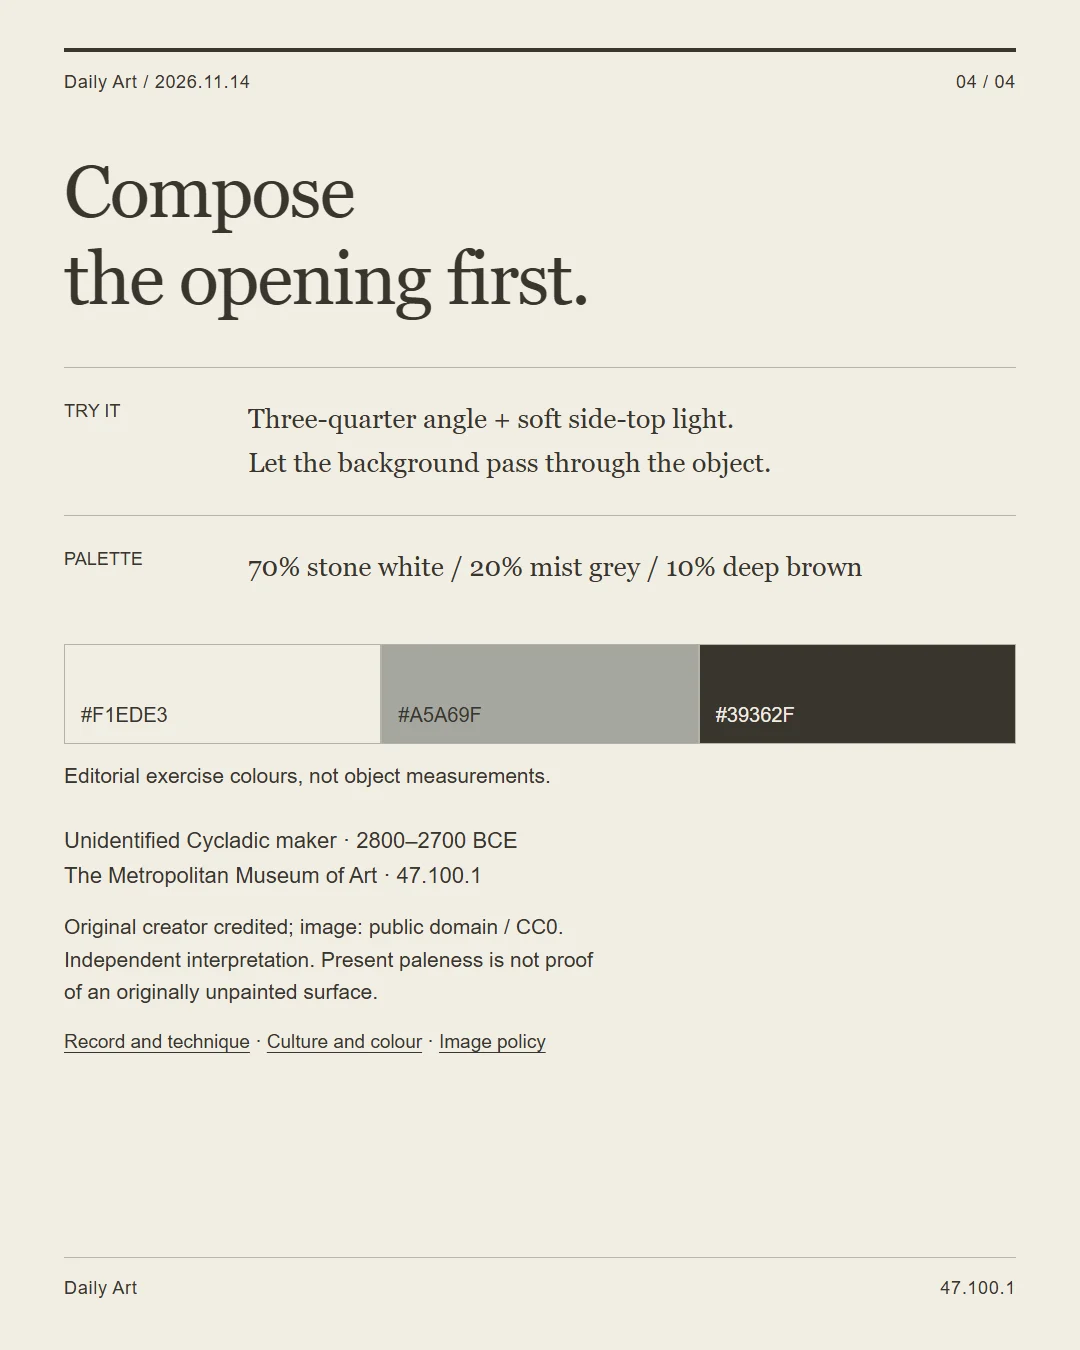 Daily Art / 2026.11.14
04 / 04
Compose
the opening first.
TRY IT
Three-quarter angle + soft side-top light.
Let the background pass through the object.
PALETTE
70% stone white / 20% mist grey / 10% deep brown
#F1EDE3
#A5A69F
#39362F
Editorial exercise colours, not object measurements.
Unidentified Cycladic maker · 2800–2700 BCE
The Metropolitan Museum of Art · 47.100.1
Original creator credited; image: public domain / CC0.
Independent interpretation. Present paleness is not proof
of an originally unpainted surface.
Record and technique · Culture and colour · Image policy
Daily Art
47.100.1